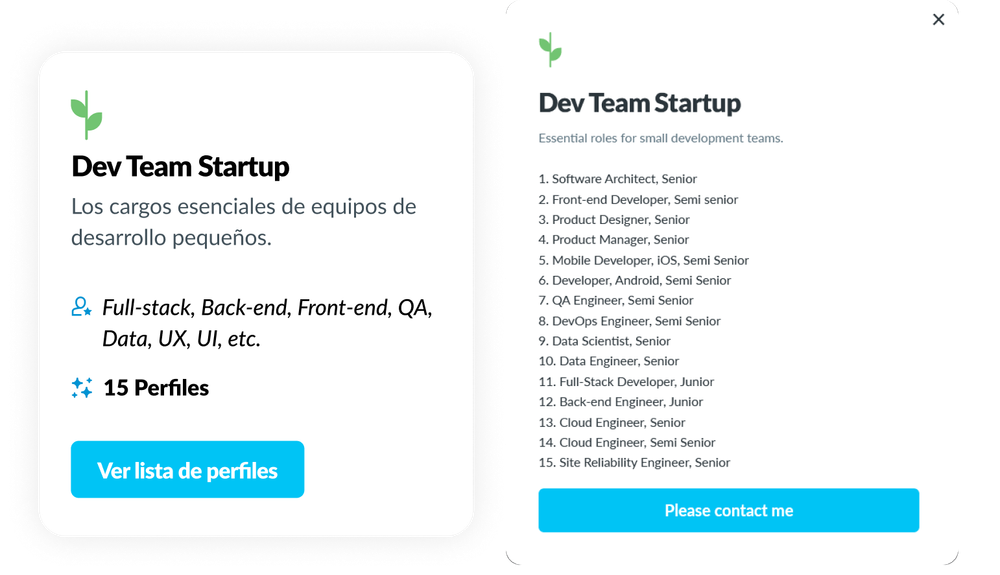 Dev Team Startup
Los cargos esenciales de equipos de
desarrollo pequeños.
Full-stack, Back-end, Front-end, QA,
Data, UX, UI, etc.
15 Perfiles
Ver lista de perfiles
Dev Team Startup
Essential roles for small development teams.
1. Software Architect, Senior
2. Front-end Developer, Semi senior
3. Product Designer, Senior
4. Product Manager, Senior
5. Mobile Developer, iOS, Semi Senior
6. Developer, Android, Semi Senior
7. QA Engineer, Semi Senior
8. DevOps Engineer, Semi Senior
9. Data Scientist, Senior
10. Data Engineer, Senior
11. Full-Stack Developer, Junior
12. Back-end Engineer, Junior
13. Cloud Engineer, Senior
14. Cloud Engineer, Semi Senior
15. Site Reliability Engineer, Senior
Please contact me